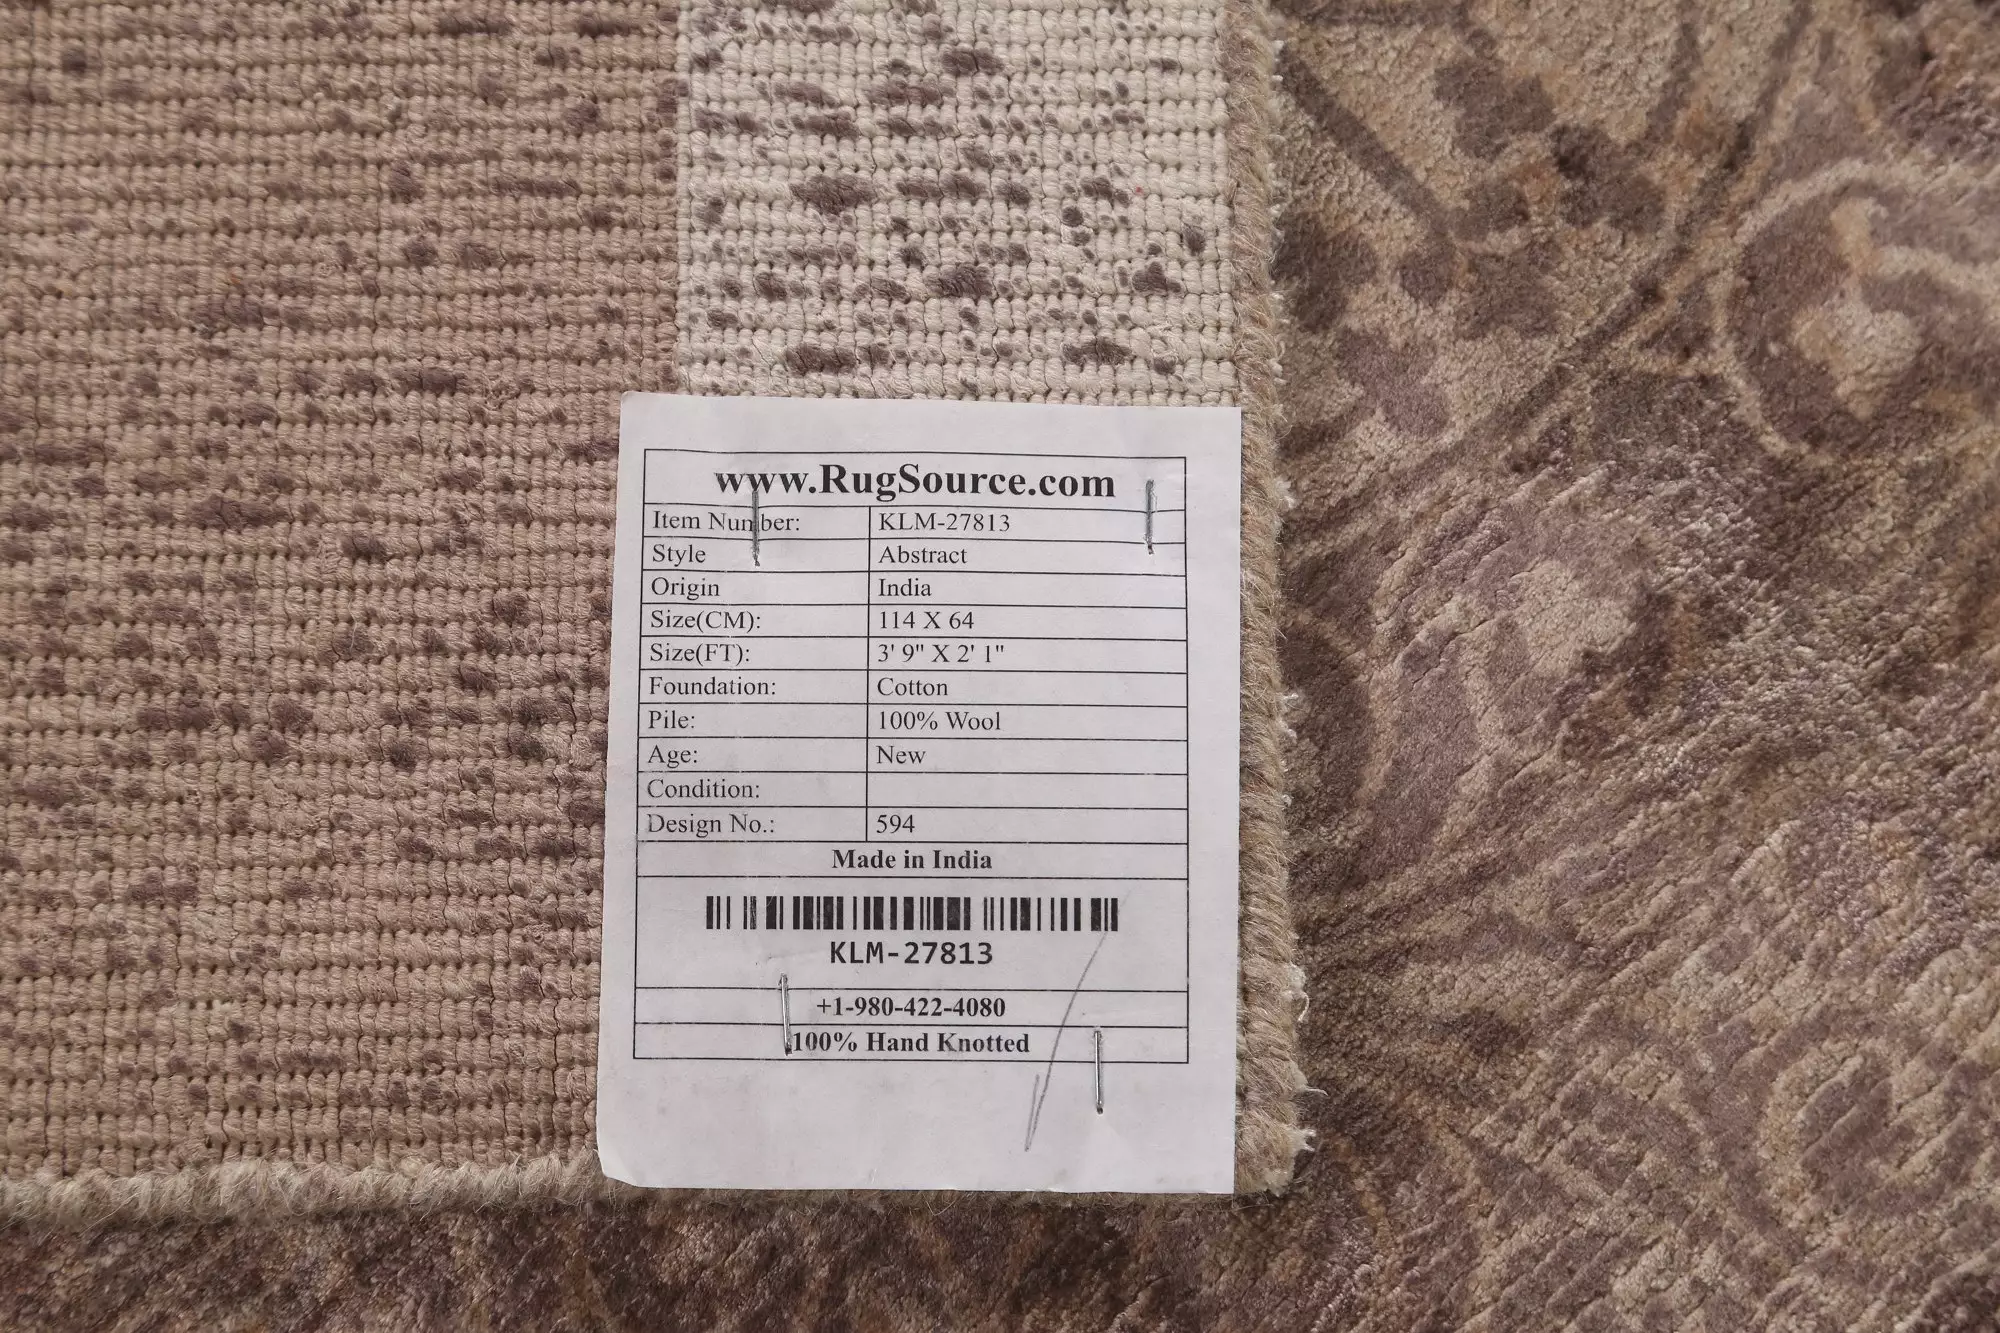 www.RugSource.com
Item Number: KLM-27813
Style Abstract
Origin India
Size(CM): 114 X 64
Size(FT): 3' 9" X 2' 1"
Foundation: Cotton
Pile: 100% Wool
Age: New
Condition:
Design No.: 594
Made in India
KLM-27813
+1-980-422-4080
100% Hand Knotted